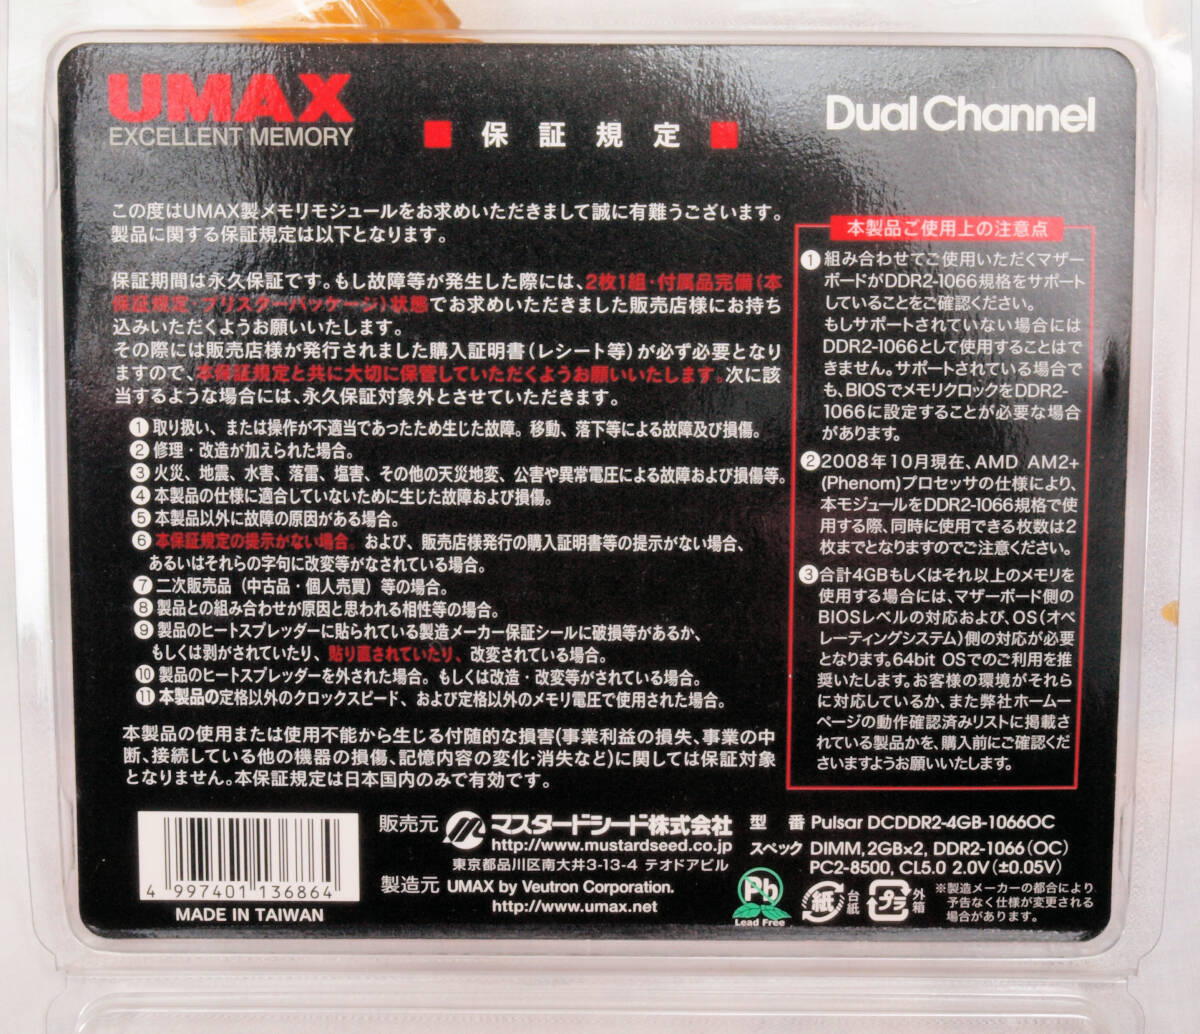 UMAX
EXCELLENT MEMORY
■ 保証規定 ■
Dual Channel
この度はUMAX製メモリモジュールをお求めいただきまして誠に有難うございます。
製品に関する保証規定は以下となります。
保証期間は永久保証です。もし故障等が発生した際には、2枚1組・付属品完備(本
保証規定・ブリスターパッケージ)状態でお求めいただきました販売店様にお持ち
込みいただくようお願いいたします。
その際には販売店様が発行されました購入証明書(レシート等)が必ず必要となり
ますので、本保証規定と共に大切に保管していただくようお願いいたします。次に該
当するような場合には、永久保証対象外とさせていただきます。
①取り扱い、または操作が不適当であったため生じた故障。移動、落下等による故障及び損傷。
②修理・改造が加えられた場合。
③火災、地震、水害、落雷、塩害、その他の天災地変、公害や異常電圧による故障および損傷等。
④本製品の仕様に適合していないために生じた故障および損傷。
⑤本製品以外に故障の原因がある場合。
⑥本保証規定の提示がない場合。および、販売店様発行の購入証明書等の提示がない場合、
あるいはそれらの字句に改変等がなされている場合。
⑦二次販売品(中古品・個人売買)等の場合。
⑧製品との組み合わせが原因と思われる相性等の場合。
⑨製品のヒートスプレッダーに貼られている製造メーカー保証シールに破損等があるか、
もしくは剥がされていたり、貼り直されていたり、改変されている場合。
⑩製品のヒートスプレッダーを外された場合。もしくは改造・改変等がされている場合。
⑪本製品の定格以外のクロックスピード、および定格以外のメモリ電圧で使用された場合。
本製品の使用または使用不能から生じる付随的な損害(事業利益の損失、事業の中
断、接続している他の機器の損傷、記憶内容の変化・消失など)に関しては保証対象
となりません。本保証規定は日本国内のみで有効です。
本製品ご使用上の注意点
①組み合わせてご使用いただくマザー
ボードがDDR2-1066規格をサポート
していることをご確認ください。
もしサポートされていない場合には
DDR2-1066として使用することはで
きません。サポートされている場合で
も、BIOSでメモリクロックをDDR2-
1066に設定することが必要な場合
があります。
②2008年10月現在、AMD AM2+
(Phenom)プロセッサの仕様により、
本モジュールをDDR2-1066規格で使
用する際、同時に使用できる枚数は2
枚までとなりますのでご注意ください。
③合計4GBもしくはそれ以上のメモリを
使用する場合には、マザーボード側の
BIOSレベルの対応および、OS(オペ
レーティングシステム)側の対応が必要
となります。64bit OSでのご利用を推
奨いたします。お客様の環境がそれら
に対応しているか、また弊社ホーム
ページの動作確認済みリストに掲載さ
れている製品かを、購入前にご確認くだ
さいますようお願いいたします。
4 997401 136864
MADE IN TAIWAN
販売元 マスタードシード株式会社
http://www.mustardseed.co.jp
東京都品川区南大井3-13-4 テオドアビル
製造元 UMAX by Veutron Corporation.
http://www.umax.net
型番 Pulsar DCDDR2-4GB-1066OC
スペック DIMM, 2GB×2, DDR2-1066(OC)
PC2-8500, CL5.0 2.0V(±0.05V)
Pb
Lead Free
紙
台紙
プラ
外箱
※製造メーカーの都合により
予告なく仕様が変更される
場合があります。